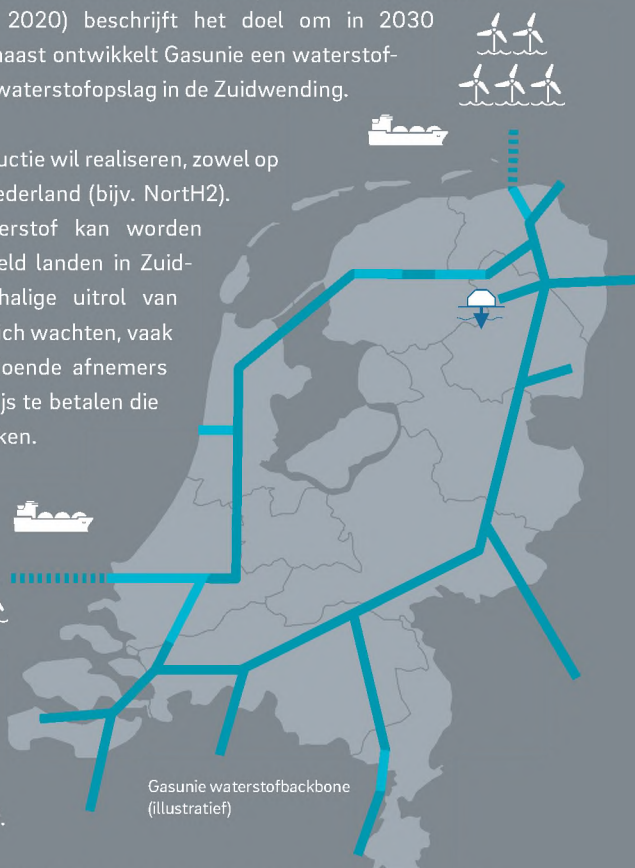 2020) beschrijft het doel om in 2030
naast ontwikkelt Gasunie een waterstof-
waterstofopslag in de Zuidwending.
uctie wil realiseren, zowel op
ederland (bijv. NortH2).
erstof kan worden
eld landen in Zuid-
halige uitrol van
ich wachten, vaak
oende afnemers
ijs te betalen die
ken.
Gasunie waterstofbackbone
(illustratief)